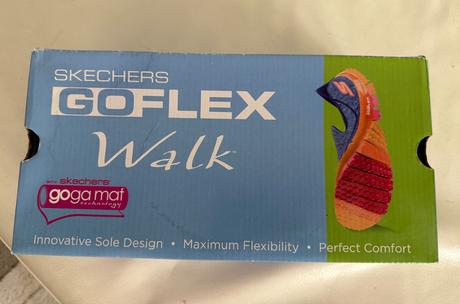 SKECHERS
GOFLEX
Walk
with skechers
goga mat
technology
Innovative Sole Design • Maximum Flexibility • Perfect Comfort